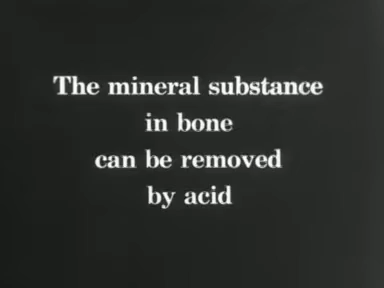 The mineral substance
in bone
can be removed
by acid